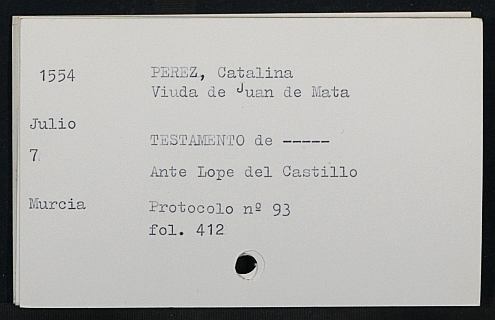 1554
PEREZ, Catalina
Viuda de Juan de Mata
Julio
7
TESTAMENTO de -----
Ante Lope del Castillo
Murcia
Protocolo nº 93
fol. 412